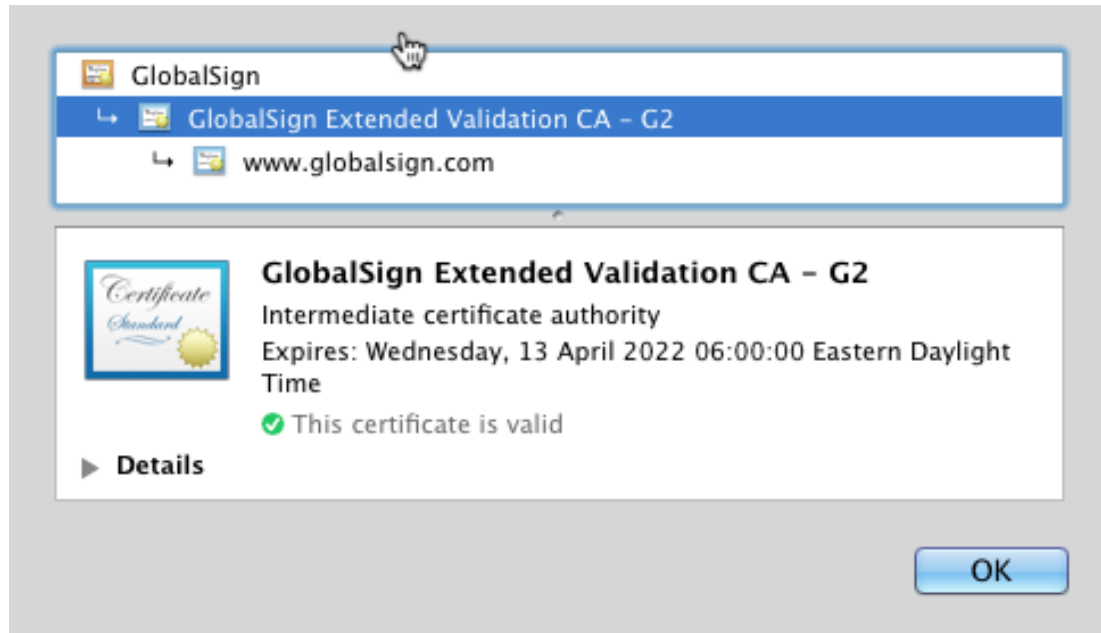 GlobalSign
GlobalSign Extended Validation CA – G2
www.globalsign.com
Certificate
Standard
GlobalSign Extended Validation CA – G2
Intermediate certificate authority
Expires: Wednesday, 13 April 2022 06:00:00 Eastern Daylight
Time
This certificate is valid
Details
OK